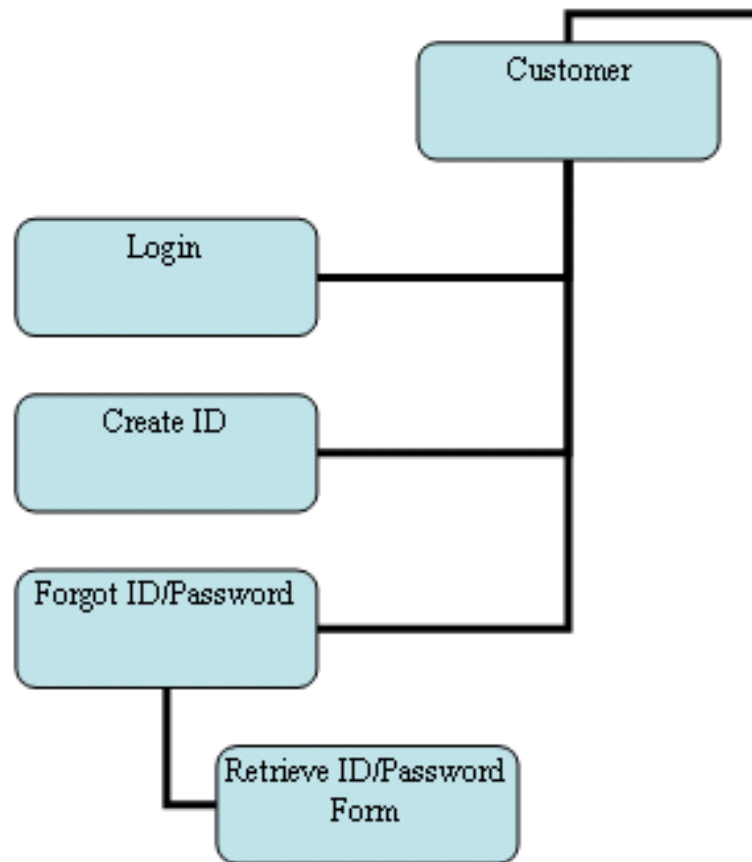 Customer
Login
Create ID
Forgot ID/Password
Retrieve ID/Password
Form